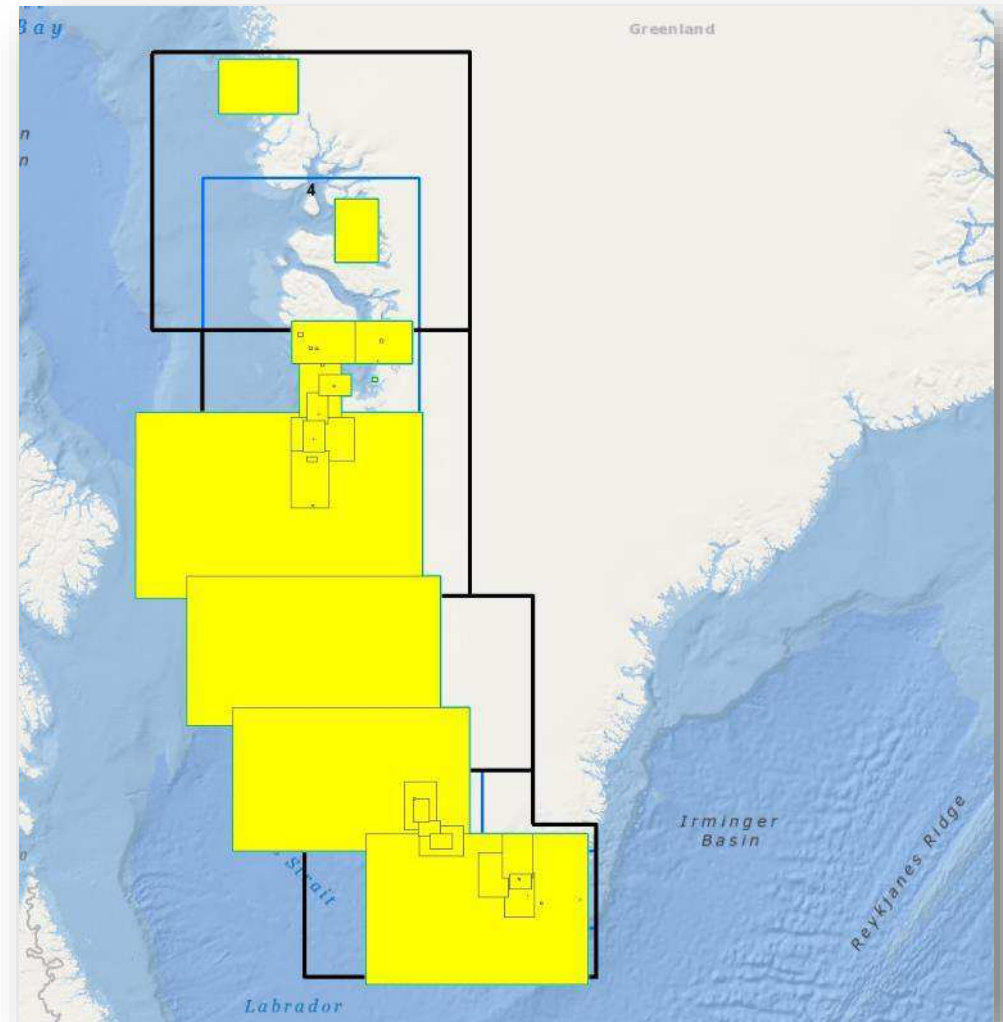 Bay
Greenland
n
n
4
Irminger
Basin
Reykjanes Ridge
Strait
Labrador